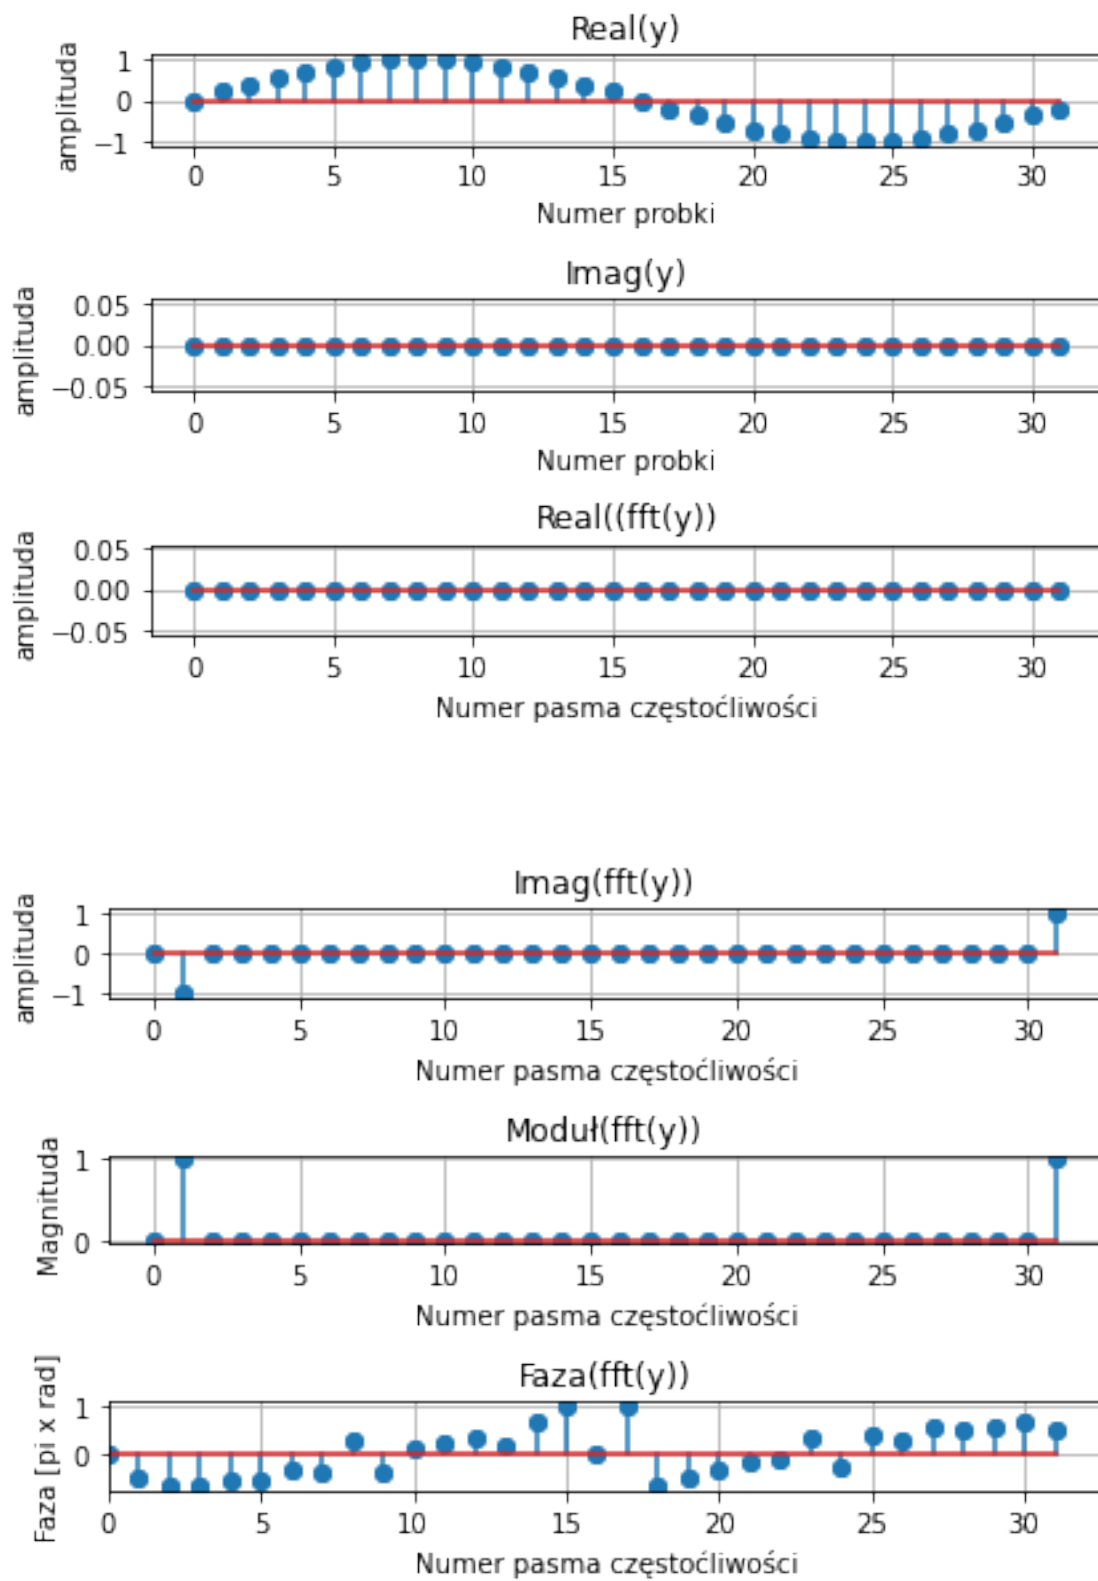 Real(y)
amplituda
1
0
−1
0 5 10 15 20 25 30
Numer probki
Imag(y)
amplituda
0.05
0.00
−0.05
0 5 10 15 20 25 30
Numer probki
Real((fft(y))
amplituda
0.05
0.00
−0.05
0 5 10 15 20 25 30
Numer pasma częstoćliwości
Imag(fft(y))
amplituda
1
0
−1
0 5 10 15 20 25 30
Numer pasma częstoćliwości
Moduł(fft(y))
Magnituda
1
0
0 5 10 15 20 25 30
Numer pasma częstoćliwości
Faza(fft(y))
Faza [pi x rad]
1
0
0 5 10 15 20 25 30
Numer pasma częstoćliwości